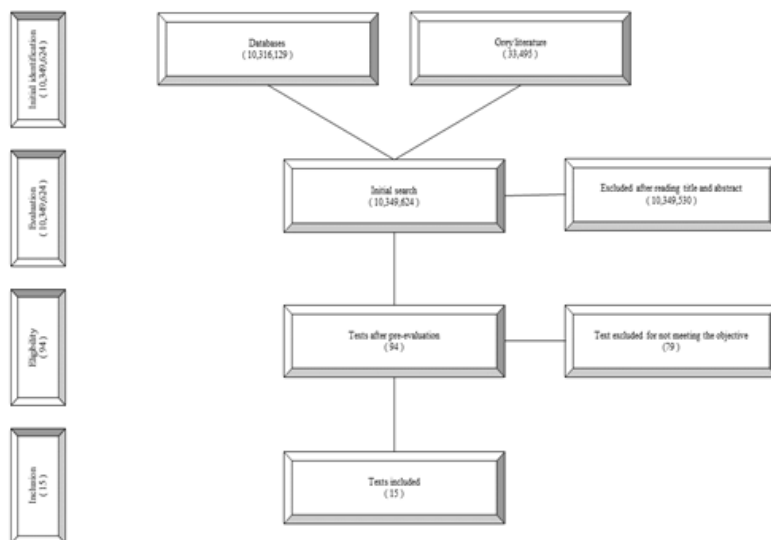 Initial identification
( 10,349,624 )
Databases
( 10,316,129 )
Grey literature
( 33,495 )
Evaluation
( 10,349,624 )
Initial search
( 10,349,624 )
Excluded after reading title and abstract
( 10,349,530 )
Eligibility
( 94 )
Tests after pre-evaluation
( 94 )
Text excluded for not meeting the objective
( 79 )
Inclusion
( 15 )
Texts included
( 15 )